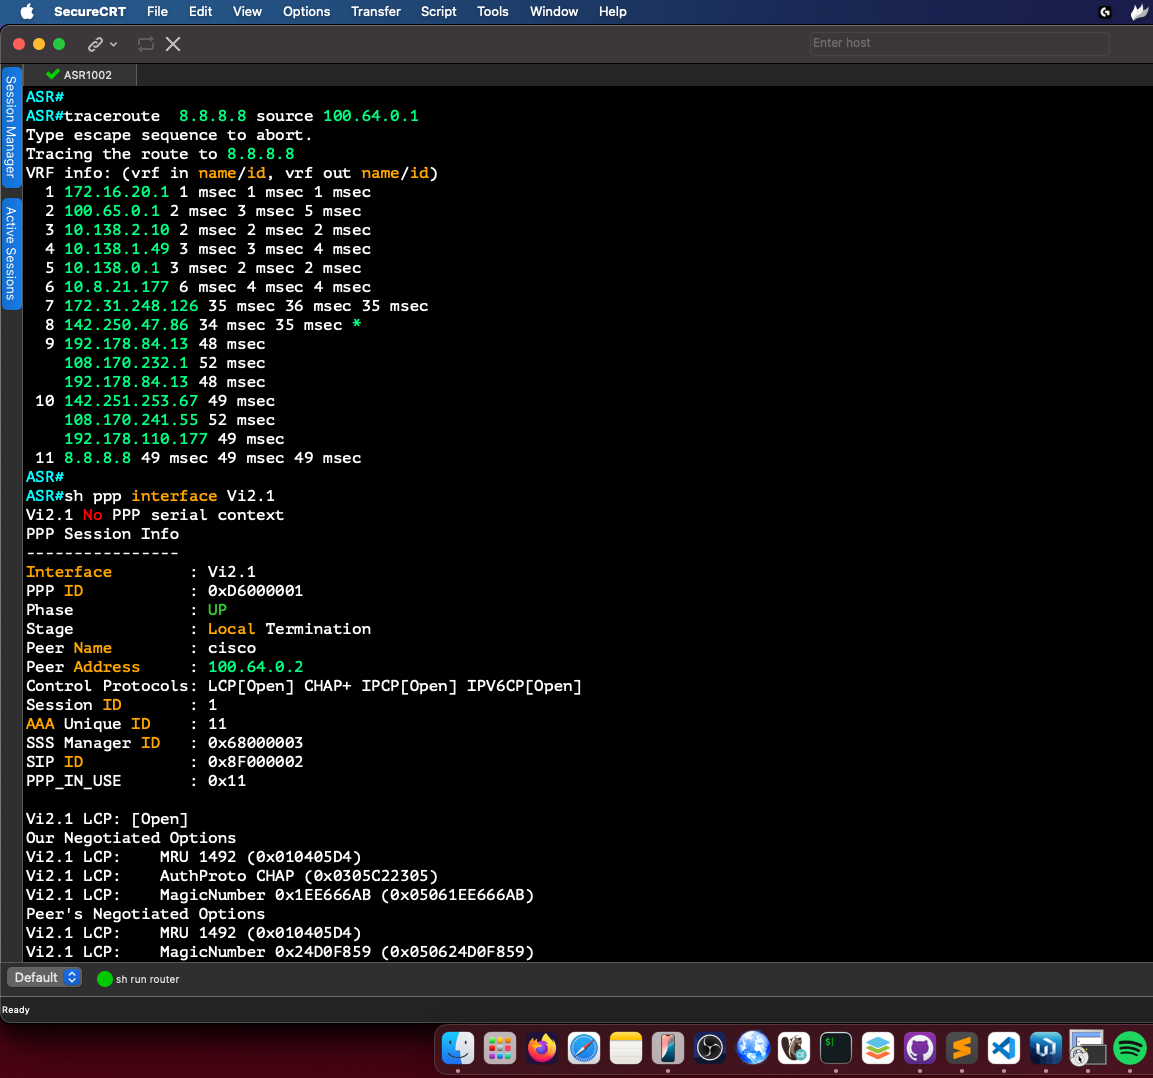 SecureCRT File Edit View Options Transfer Script Tools Window Help
Enter host
ASR1002
Session Manager
Active Sessions
ASR#
ASR#traceroute  8.8.8.8 source 100.64.0.1
Type escape sequence to abort.
Tracing the route to 8.8.8.8
VRF info: (vrf in name/id, vrf out name/id)
  1 172.16.20.1 1 msec 1 msec 1 msec
  2 100.65.0.1 2 msec 3 msec 5 msec
  3 10.138.2.10 2 msec 2 msec 2 msec
  4 10.138.1.49 3 msec 3 msec 4 msec
  5 10.138.0.1 3 msec 2 msec 2 msec
  6 10.8.21.177 6 msec 4 msec 4 msec
  7 172.31.248.126 35 msec 36 msec 35 msec
  8 142.250.47.86 34 msec 35 msec *
  9 192.178.84.13 48 msec
    108.170.232.1 52 msec
    192.178.84.13 48 msec
 10 142.251.253.67 49 msec
    108.170.241.55 52 msec
    192.178.110.177 49 msec
 11 8.8.8.8 49 msec 49 msec 49 msec
ASR#
ASR#sh ppp interface Vi2.1
Vi2.1 No PPP serial context
PPP Session Info
----------------
Interface        : Vi2.1
PPP ID           : 0xD6000001
Phase            : UP
Stage            : Local Termination
Peer Name        : cisco
Peer Address     : 100.64.0.2
Control Protocols: LCP[Open] CHAP+ IPCP[Open] IPV6CP[Open]
Session ID       : 1
AAA Unique ID    : 11
SSS Manager ID   : 0x68000003
SIP ID           : 0x8F000002
PPP_IN_USE       : 0x11
Vi2.1 LCP: [Open]
Our Negotiated Options
Vi2.1 LCP:    MRU 1492 (0x010405D4)
Vi2.1 LCP:    AuthProto CHAP (0x0305C22305)
Vi2.1 LCP:    MagicNumber 0x1EE666AB (0x05061EE666AB)
Peer's Negotiated Options
Vi2.1 LCP:    MRU 1492 (0x010405D4)
Vi2.1 LCP:    MagicNumber 0x24D0F859 (0x050624D0F859)
Default sh run router
Ready